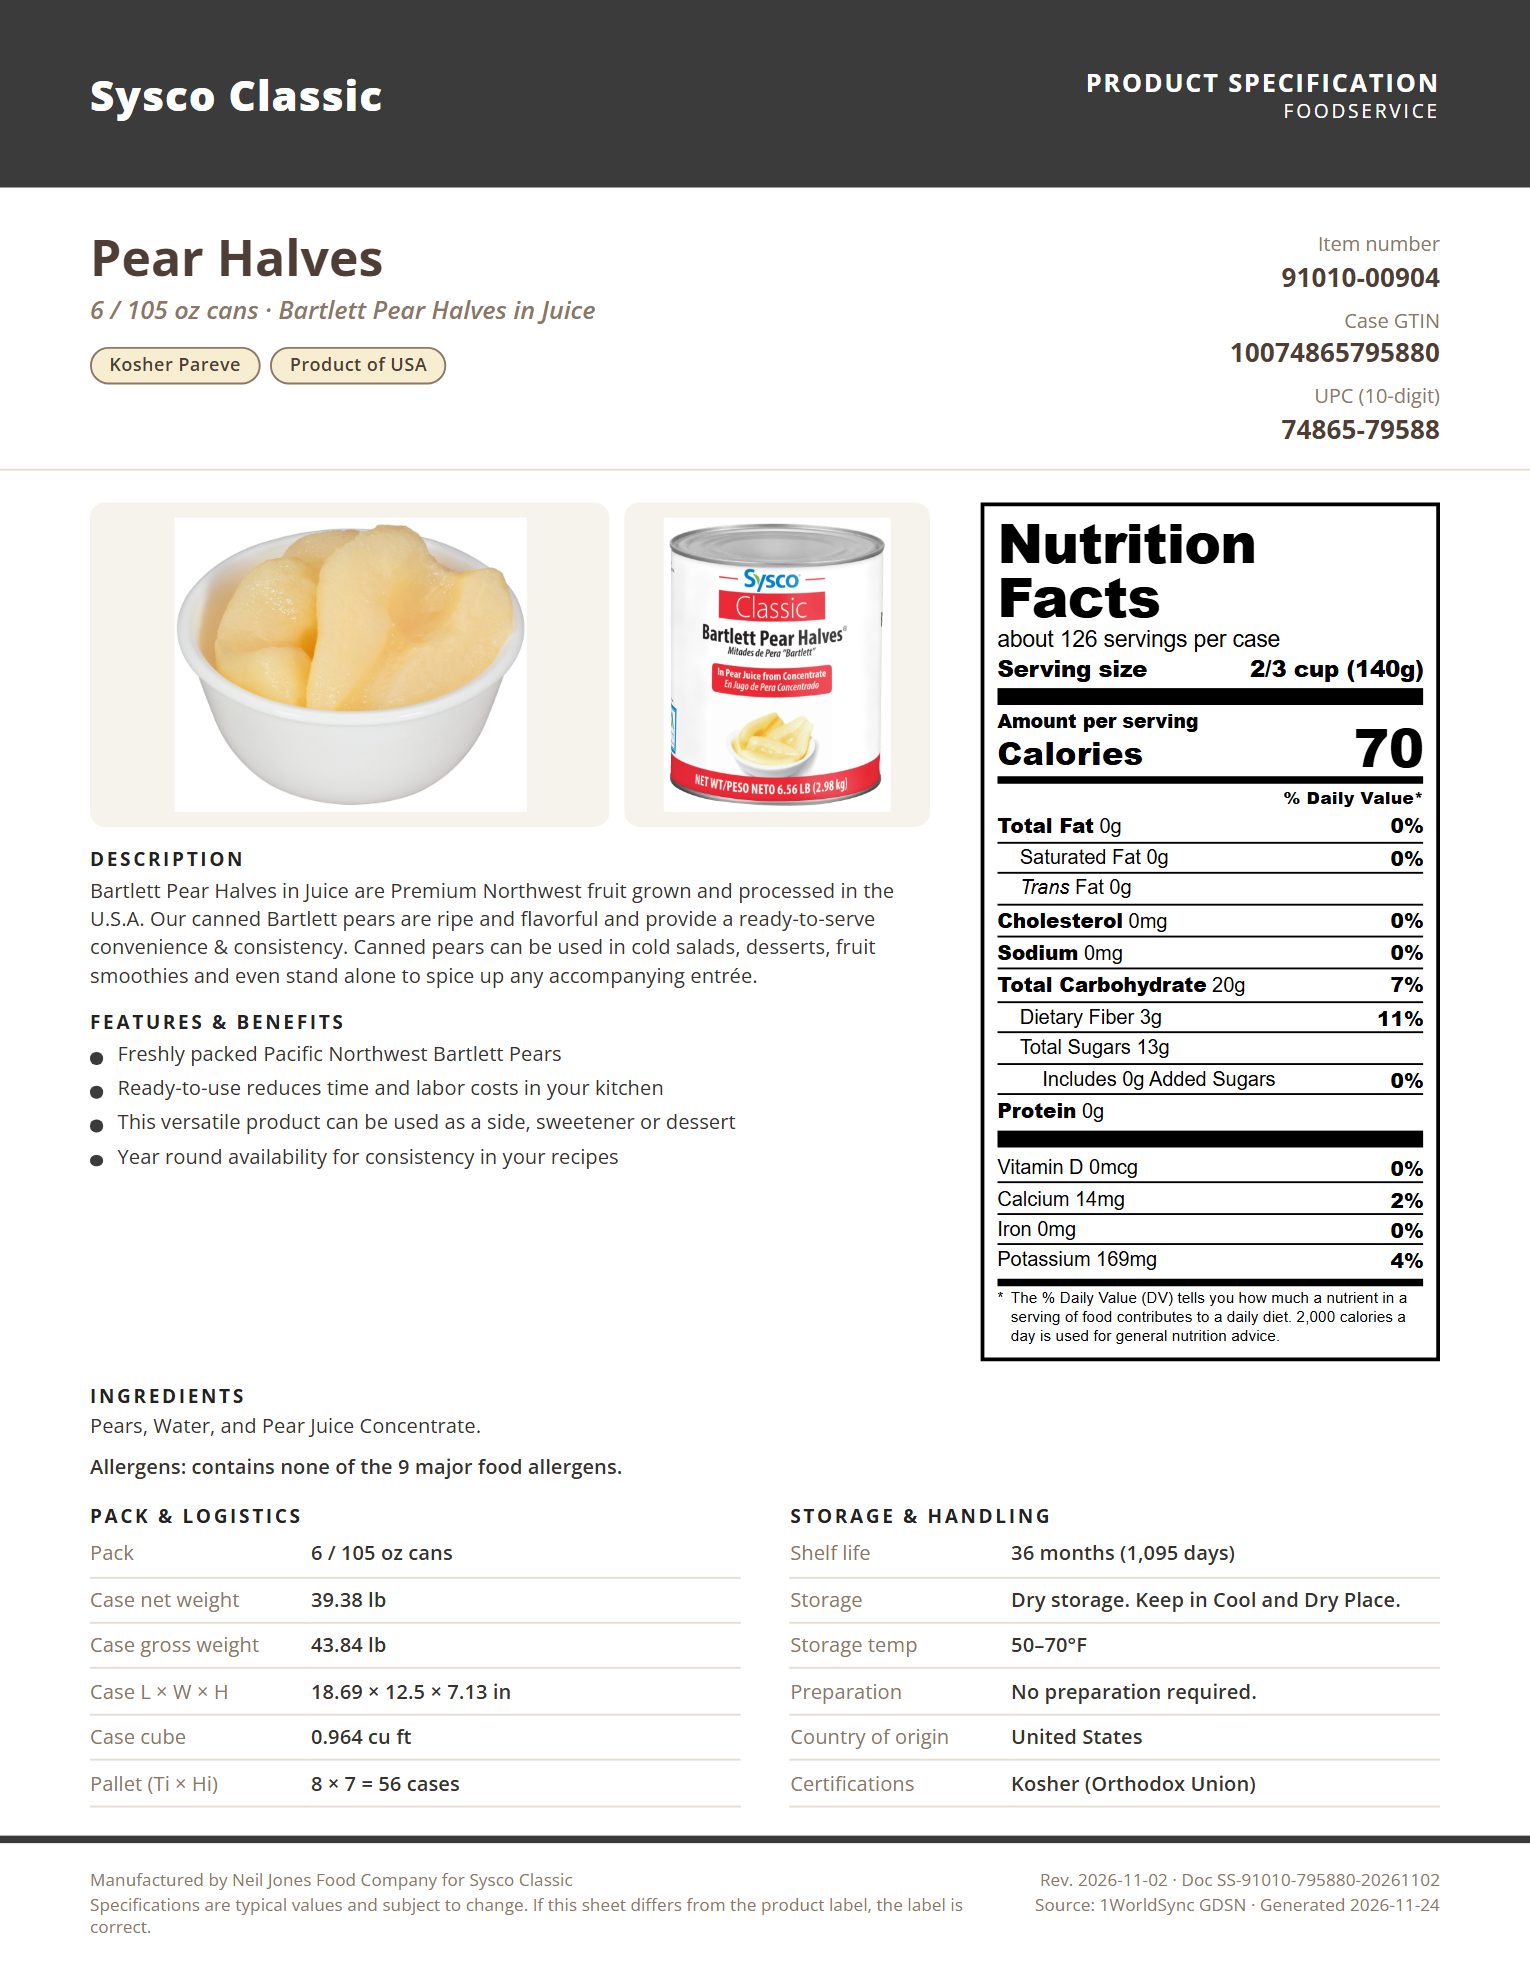 Sysco Classic
PRODUCT SPECIFICATION
FOODSERVICE
Pear Halves
6 / 105 oz cans · Bartlett Pear Halves in Juice
Kosher Pareve
Product of USA
Item number
91010-00904
Case GTIN
10074865795880
UPC (10-digit)
74865-79588
Sysco
Classic
Bartlett Pear Halves®
Mitades de Pera "Bartlett"
In Pear Juice from Concentrate
En Jugo de Pera Concentrado
NET WT/PESO NETO 6.56 LB (2.98 kg)
DESCRIPTION
Bartlett Pear Halves in Juice are Premium Northwest fruit grown and processed in the
U.S.A. Our canned Bartlett pears are ripe and flavorful and provide a ready-to-serve
convenience & consistency. Canned pears can be used in cold salads, desserts, fruit
smoothies and even stand alone to spice up any accompanying entrée.
FEATURES & BENEFITS
● Freshly packed Pacific Northwest Bartlett Pears
● Ready-to-use reduces time and labor costs in your kitchen
● This versatile product can be used as a side, sweetener or dessert
● Year round availability for consistency in your recipes
Nutrition
Facts
about 126 servings per case
Serving size 2/3 cup (140g)
Amount per serving
Calories 70
% Daily Value*
Total Fat 0g 0%
Saturated Fat 0g 0%
Trans Fat 0g
Cholesterol 0mg 0%
Sodium 0mg 0%
Total Carbohydrate 20g 7%
Dietary Fiber 3g 11%
Total Sugars 13g
Includes 0g Added Sugars 0%
Protein 0g
Vitamin D 0mcg 0%
Calcium 14mg 2%
Iron 0mg 0%
Potassium 169mg 4%
* The % Daily Value (DV) tells you how much a nutrient in a
serving of food contributes to a daily diet. 2,000 calories a
day is used for general nutrition advice.
INGREDIENTS
Pears, Water, and Pear Juice Concentrate.
Allergens: contains none of the 9 major food allergens.
PACK & LOGISTICS
Pack 6 / 105 oz cans
Case net weight 39.38 lb
Case gross weight 43.84 lb
Case L × W × H 18.69 × 12.5 × 7.13 in
Case cube 0.964 cu ft
Pallet (Ti × Hi) 8 × 7 = 56 cases
STORAGE & HANDLING
Shelf life 36 months (1,095 days)
Storage Dry storage. Keep in Cool and Dry Place.
Storage temp 50–70°F
Preparation No preparation required.
Country of origin United States
Certifications Kosher (Orthodox Union)
Manufactured by Neil Jones Food Company for Sysco Classic
Specifications are typical values and subject to change. If this sheet differs from the product label, the label is
correct.
Rev. 2026-11-02 · Doc SS-91010-795880-20261102
Source: 1WorldSync GDSN · Generated 2026-11-24